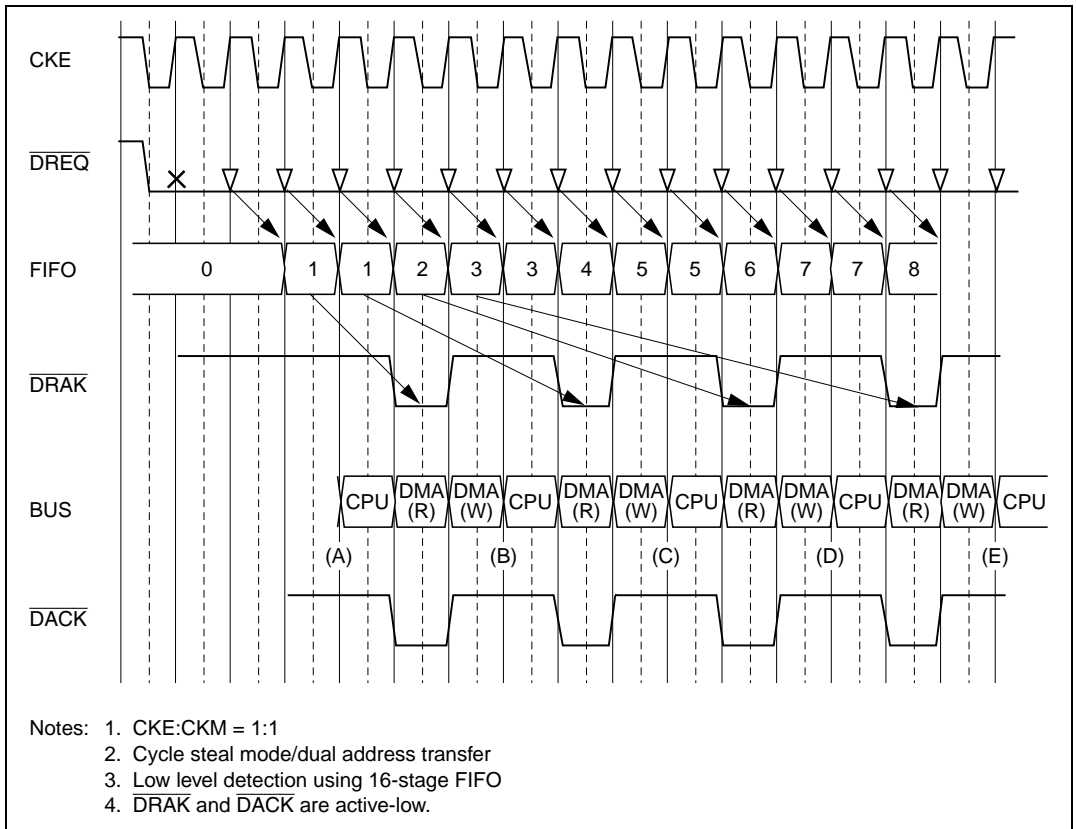 CKE
DREQ
FIFO 0 1 1 2 3 3 4 5 5 6 7 7 8
DRAK
BUS CPU DMA (R) DMA (W) CPU DMA (R) DMA (W) CPU DMA (R) DMA (W) CPU DMA (R) DMA (W) CPU
(A) (B) (C) (D) (E)
DACK
Notes: 1. CKE:CKM = 1:1
2. Cycle steal mode/dual address transfer
3. Low level detection using 16-stage FIFO
4. DRAK and DACK are active-low.